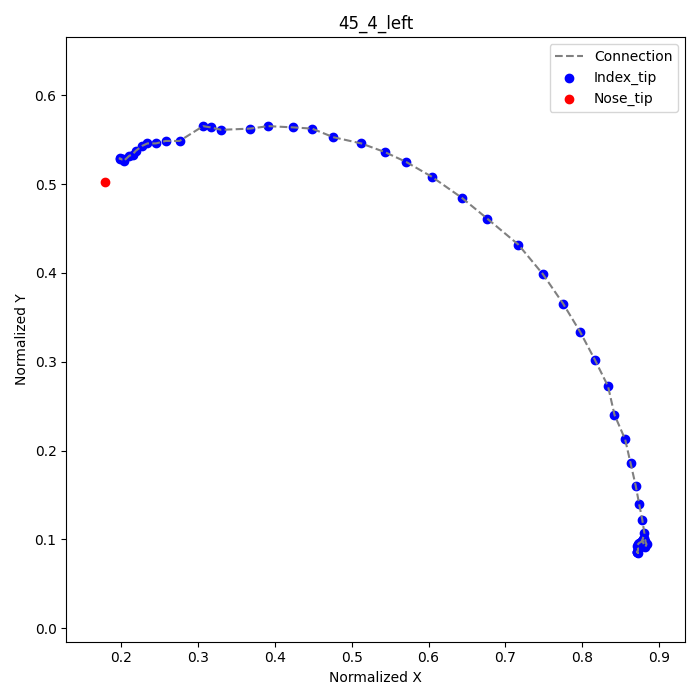 45_4_left
Connection
Index_tip
Nose_tip
0.6
0.5
0.4
0.3
0.2
0.1
0.0
Normalized Y
0.2 0.3 0.4 0.5 0.6 0.7 0.8 0.9
Normalized X